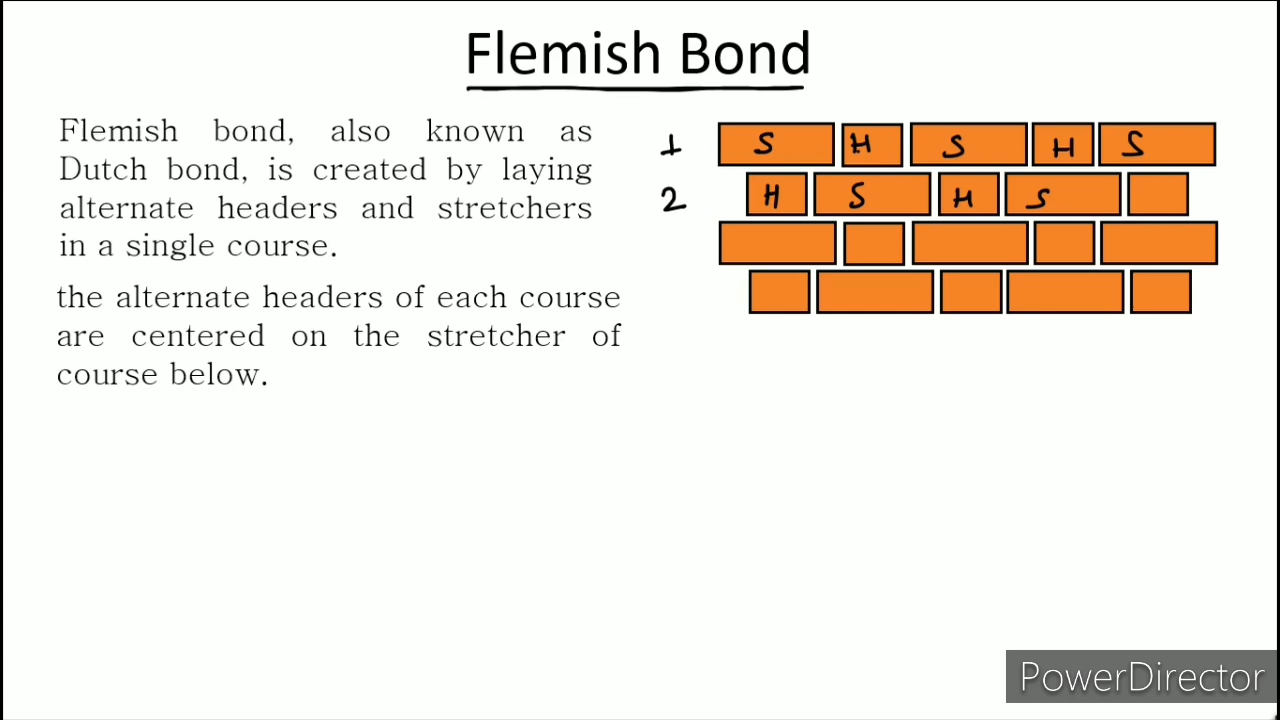 Flemish Bond
Flemish bond, also known as
Dutch bond, is created by laying
alternate headers and stretchers
in a single course.
the alternate headers of each course
are centered on the stretcher of
course below.
1 S H S H S
2 H S H S
PowerDirector